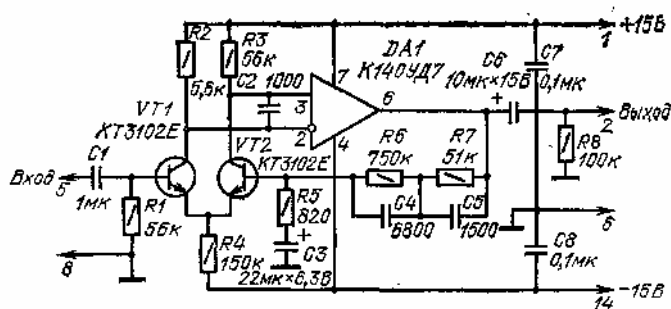 R2
5,6к
R3
56к
C2 1000
DA1
К140УД7
7
3
2
6
4
C6
10мк×15В
+
C7
0,1мк
1
+15В
VT1
КТ3102Е
VT2
КТ3102Е
C1
1мк
Вход
5
R1
56к
8
R4
150к
R5
820
+
C3
22мк×6,3В
R6
750к
R7
51к
C4
6800
C5
1500
Выход
2
R8
100к
6
C8
0,1мк
-15В
14